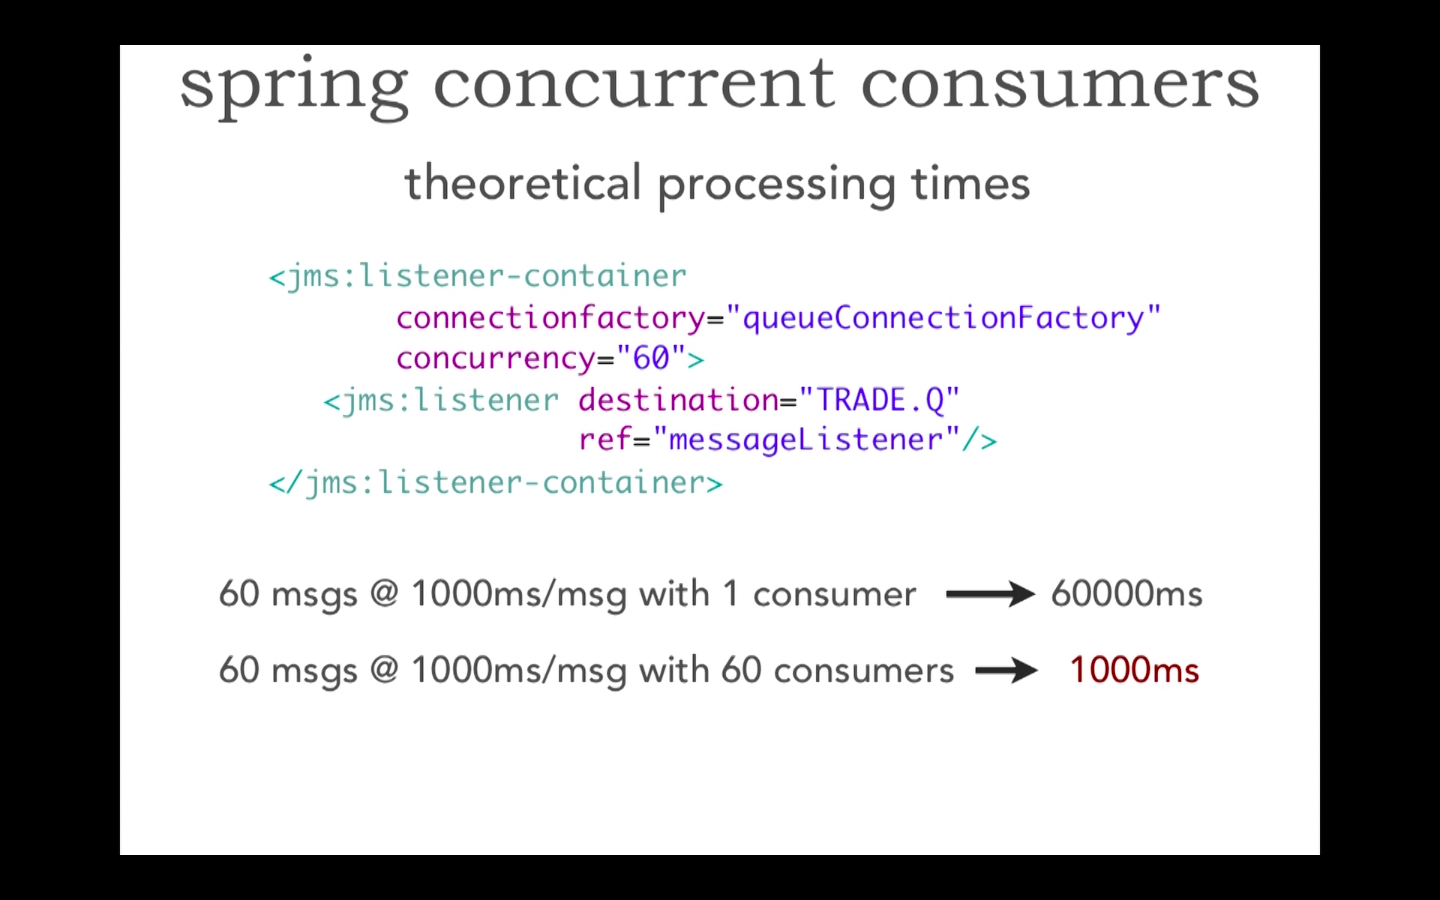 spring concurrent consumers
theoretical processing times
<jms:listener-container
connectionfactory="queueConnectionFactory"
concurrency="60">
<jms:listener destination="TRADE.Q"
ref="messageListener"/>
</jms:listener-container>
60 msgs @ 1000ms/msg with 1 consumer 60000ms
60 msgs @ 1000ms/msg with 60 consumers 1000ms